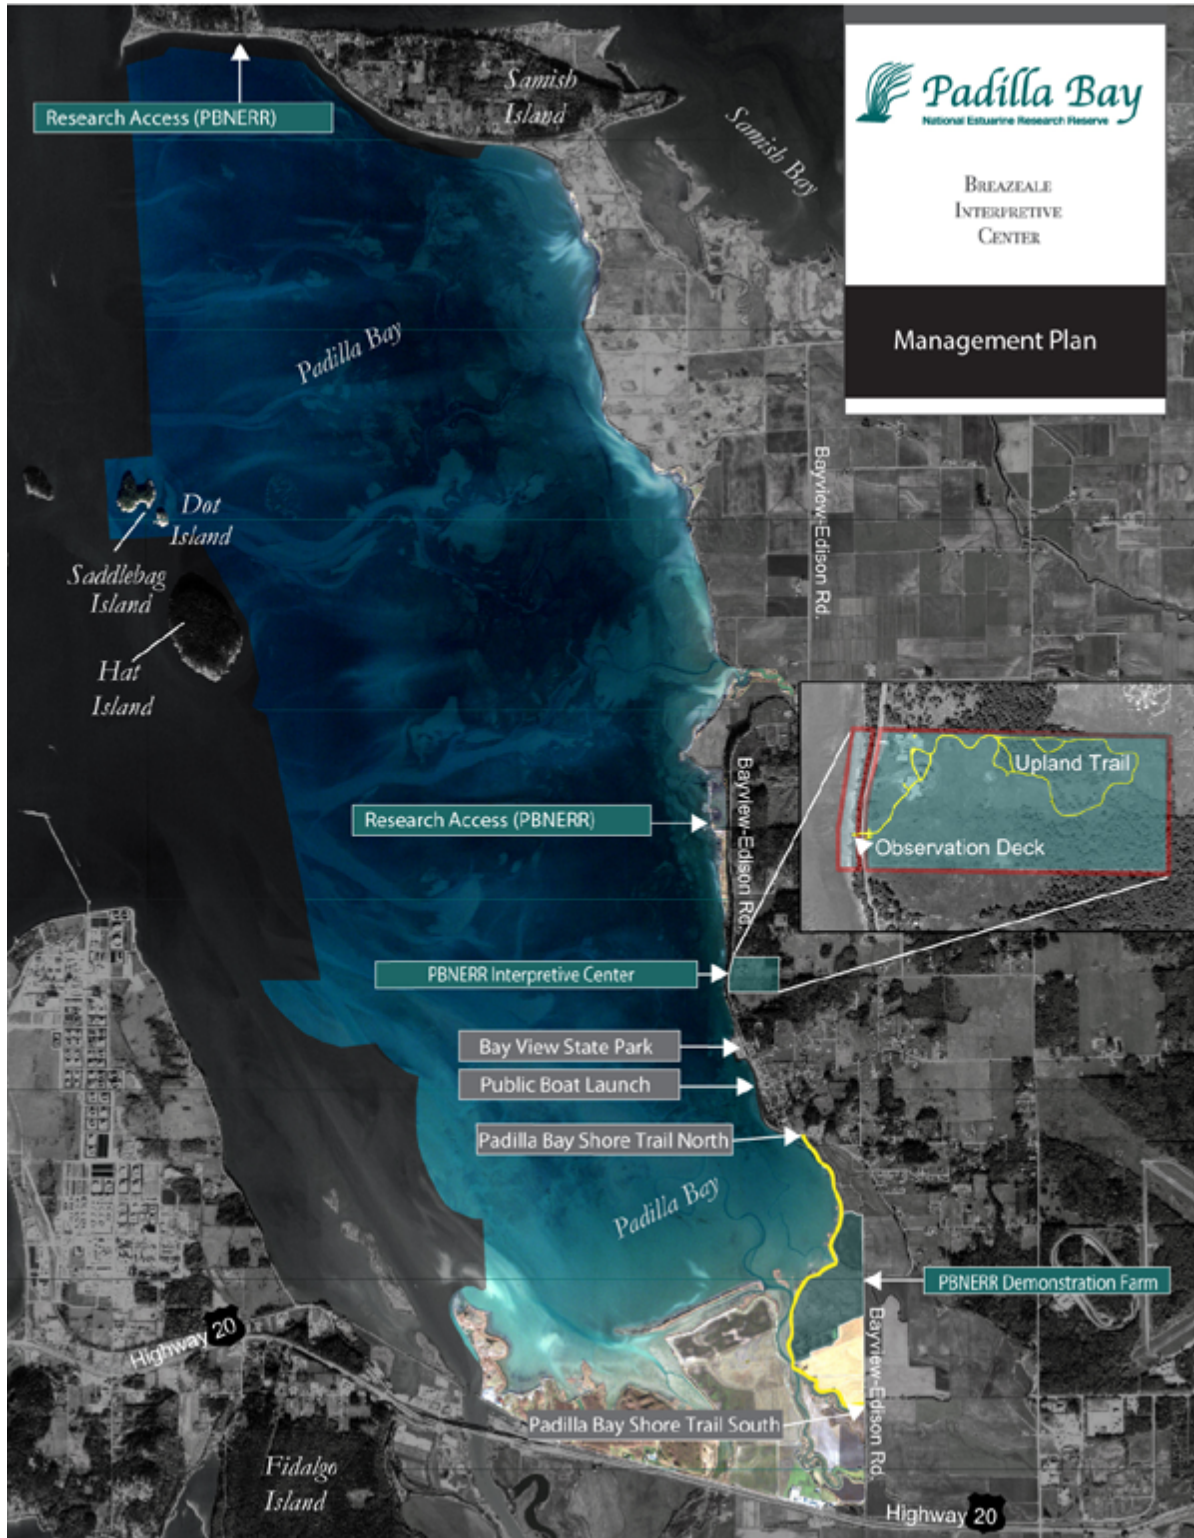 Research Access (PBNERR)
Samish
Island
Samish Bay
Padilla Bay
National Estuarine Research Reserve
BREAZEALE
INTERPRETIVE
CENTER
Management Plan
Padilla Bay
Bayview-Edison Rd.
Dot
Island
Saddlebag
Island
Hat
Island
Upland Trail
Observation Deck
Bayview-Edison Rd.
Research Access (PBNERR)
PBNERR Interpretive Center
Bay View State Park
Public Boat Launch
Padilla Bay Shore Trail North
Padilla Bay
PBNERR Demonstration Farm
Highway 20
Bayview-Edison Rd.
Padilla Bay Shore Trail South
Fidalgo
Island
Highway 20